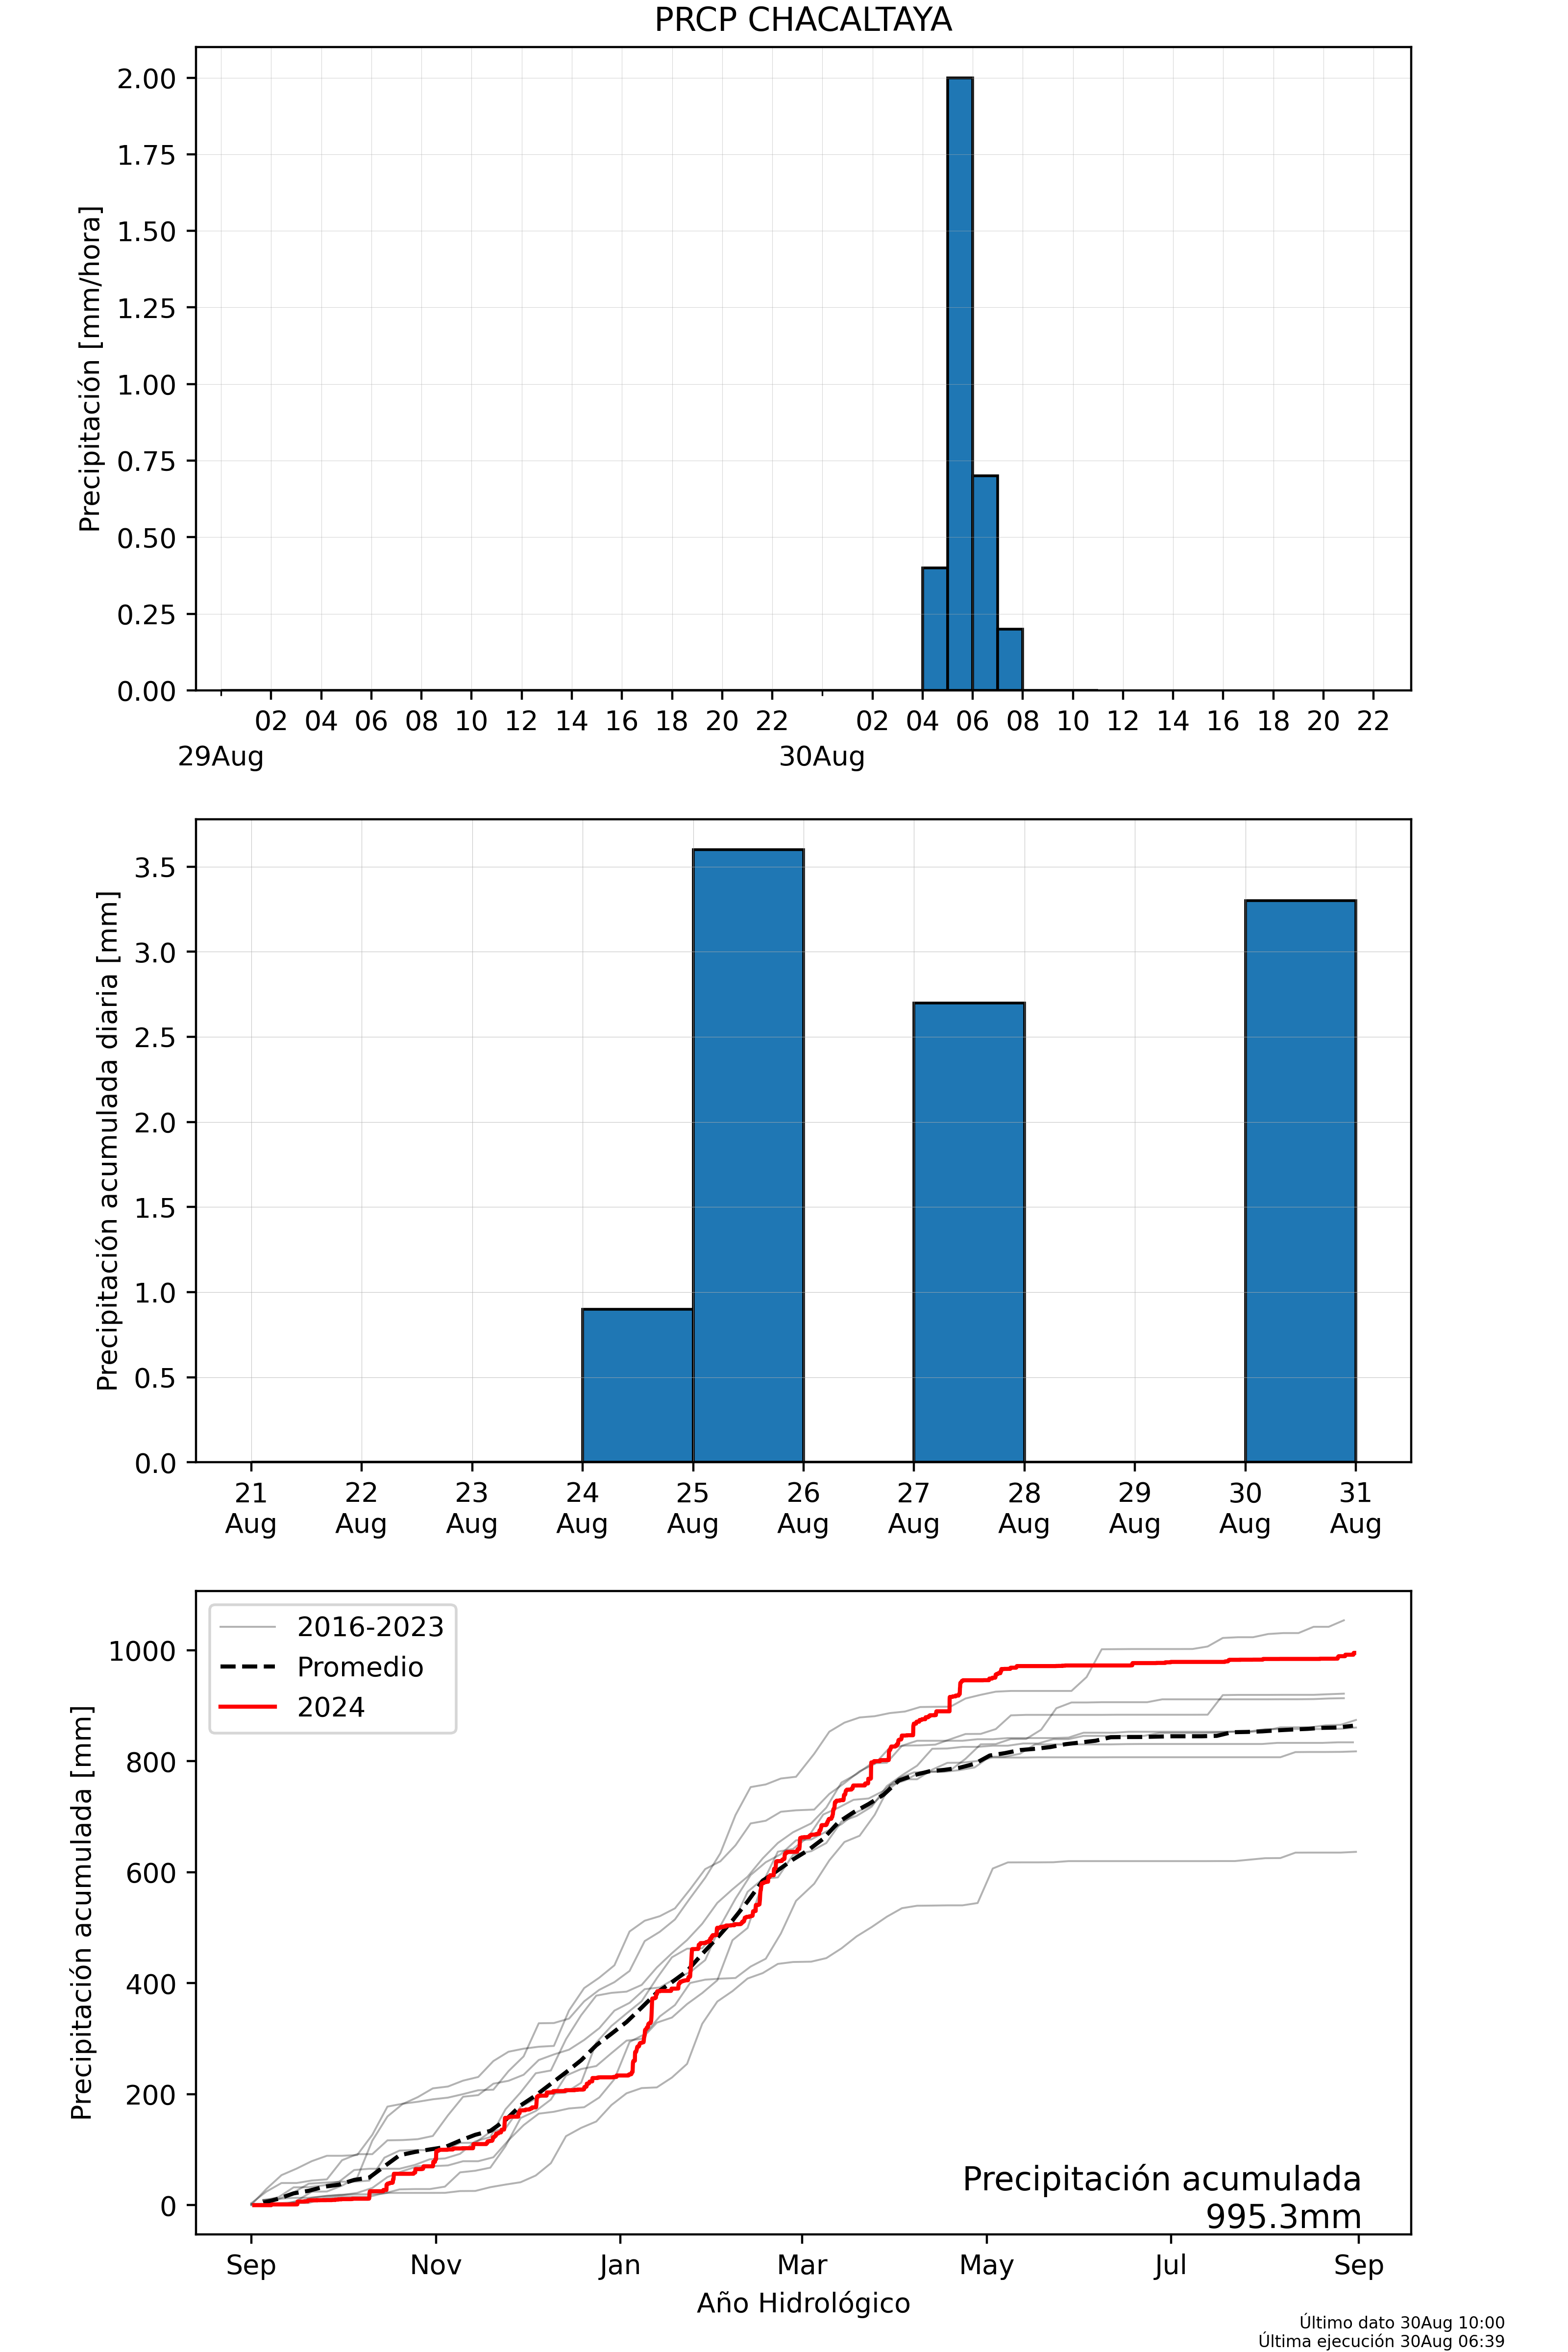 PRCP CHACALTAYA
Precipitación [mm/hora]
2.00
1.75
1.50
1.25
1.00
0.75
0.50
0.25
0.00
02 04 06 08 10 12 14 16 18 20 22 02 04 06 08 10 12 14 16 18 20 22
29Aug 30Aug
Precipitación acumulada diaria [mm]
3.5
3.0
2.5
2.0
1.5
1.0
0.5
0.0
21 22 23 24 25 26 27 28 29 30 31
Aug Aug Aug Aug Aug Aug Aug Aug Aug Aug Aug
Precipitación acumulada [mm]
1000
800
600
400
200
0
2016-2023
Promedio
2024
Precipitación acumulada
995.3mm
Sep Nov Jan Mar May Jul Sep
Año Hidrológico
Último dato 30Aug 10:00
Última ejecución 30Aug 06:39